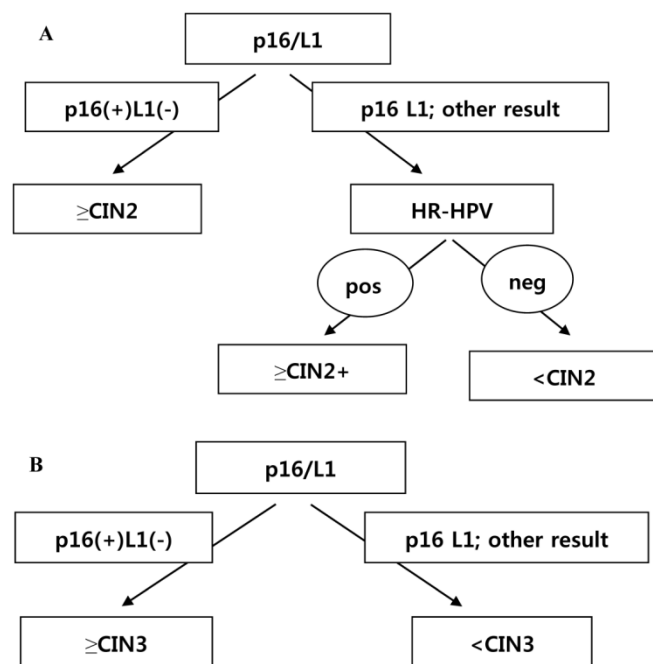 A
p16/L1
p16(+)L1(-)
p16 L1; other result
≥CIN2
HR-HPV
pos
neg
≥CIN2+
<CIN2
B
p16/L1
p16(+)L1(-)
p16 L1; other result
≥CIN3
<CIN3